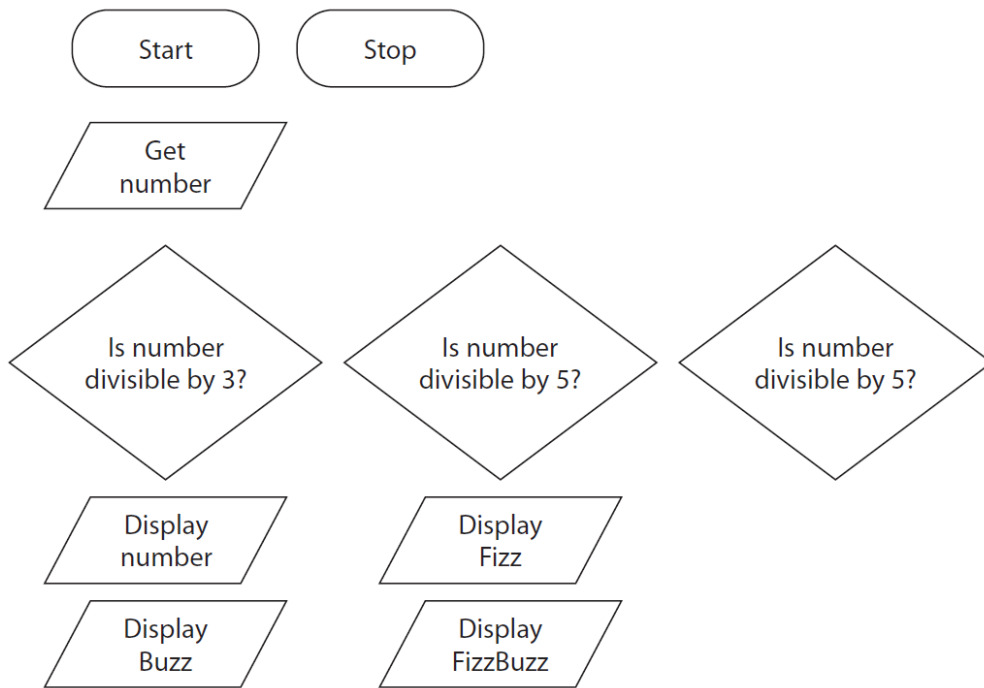 Start
Stop
Get
number
Is number
divisible by 3?
Is number
divisible by 5?
Is number
divisible by 5?
Display
number
Display
Fizz
Display
Buzz
Display
FizzBuzz